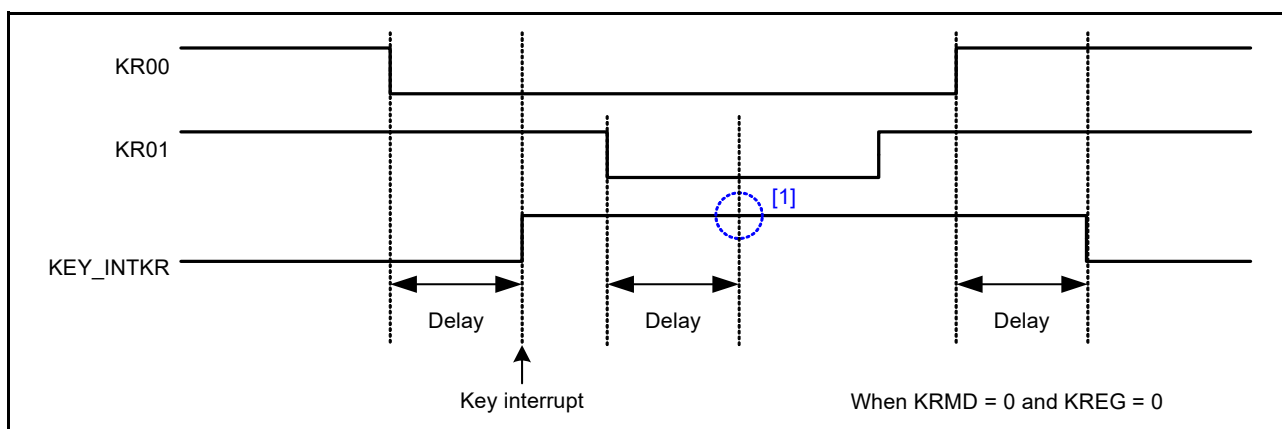 KR00
KR01
[1]
KEY_INTKR
Delay
Delay
Delay
Key interrupt
When KRMD = 0 and KREG = 0